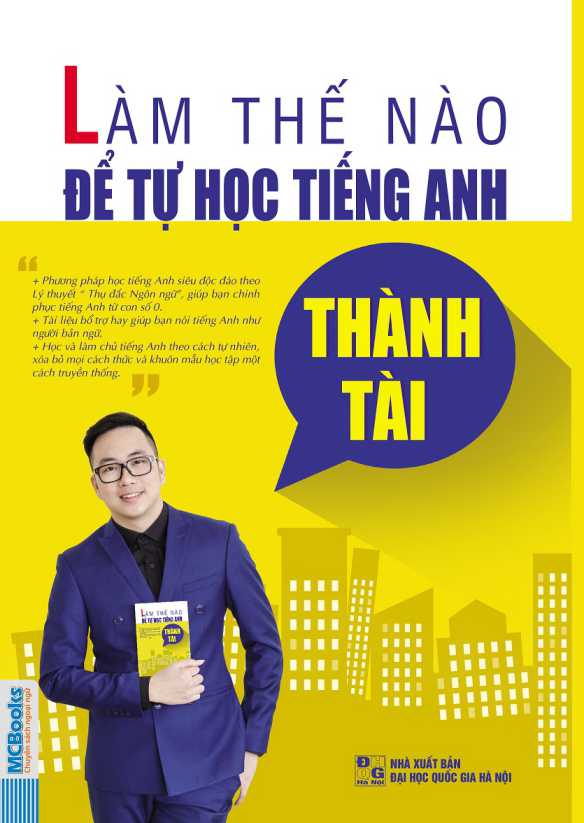 LÀM THẾ NÀO
ĐỂ TỰ HỌC TIẾNG ANH
THÀNH
TÀI
“
+ Phương pháp học tiếng Anh siêu độc đáo theo
Lý thuyết “ Thụ đắc Ngôn ngữ”, giúp bạn chinh
phục tiếng Anh từ con số 0.
+ Tài liệu bổ trợ hay giúp bạn nói tiếng Anh như
người bản ngữ.
+ Học và làm chủ tiếng Anh theo cách tự nhiên,
xóa bỏ mọi cách thức và khuôn mẫu học tập một
cách truyền thống.
”
LÀM THẾ NÀO
ĐỂ TỰ HỌC TIẾNG ANH
THÀNH
TÀI
MCBooks
Chuyên sách ngoại ngữ
ĐH
QG
Hà Nội
NHÀ XUẤT BẢN
ĐẠI HỌC QUỐC GIA HÀ NỘI